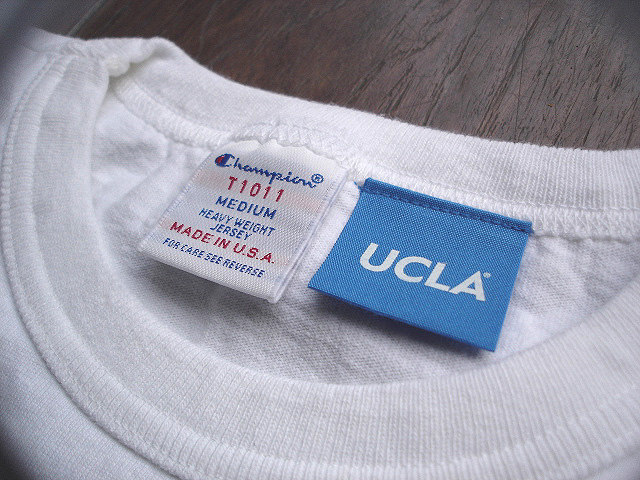 Champion®
T1011
MEDIUM
HEAVY WEIGHT
JERSEY
MADE IN U.S.A.
FOR CARE SEE REVERSE
UCLA®